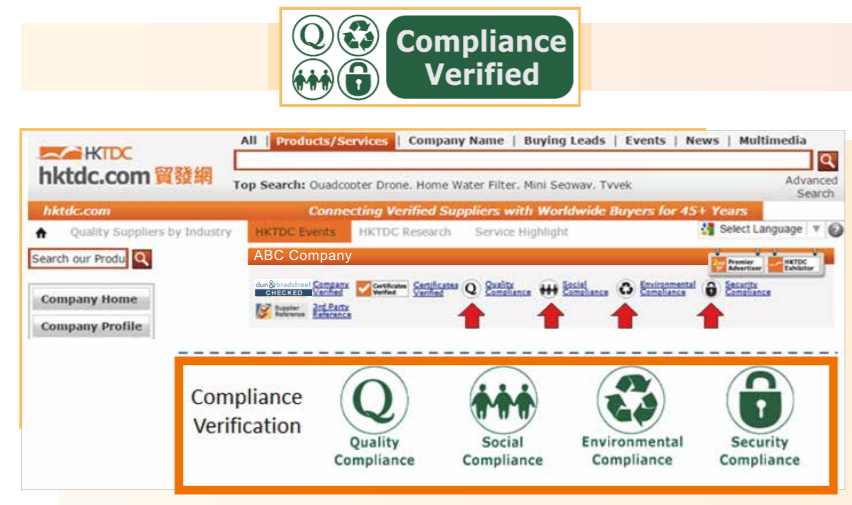 Q
Compliance
Verified
All | Products/Services | Company Name | Buying Leads | Events | News | Multimedia
HKTDC
hktdc.com 貿發網
Top Search: Quadcopter Drone, Home Water Filter, Mini Segway, Tyvek
Advanced
Search
hktdc.com
Connecting Verified Suppliers with Worldwide Buyers for 45+ Years
Quality Suppliers by Industry
HKTDC Events
HKTDC Research
Service Highlight
Select Language
Search our Produ
ABC Company
2nd Premier
Advertiser
HKTDC
Exhibitor
Company Home
Company Profile
dun&bradstreet
CHECKED
Company
Verified
Certificates
Verified
Certificates
Verified
Q
Quality
Compliance
Social
Compliance
Environmental
Compliance
Security
Compliance
Supplier
Reference
3rd Party
Reference
Compliance
Verification
Q
Quality
Compliance
Social
Compliance
Environmental
Compliance
Security
Compliance